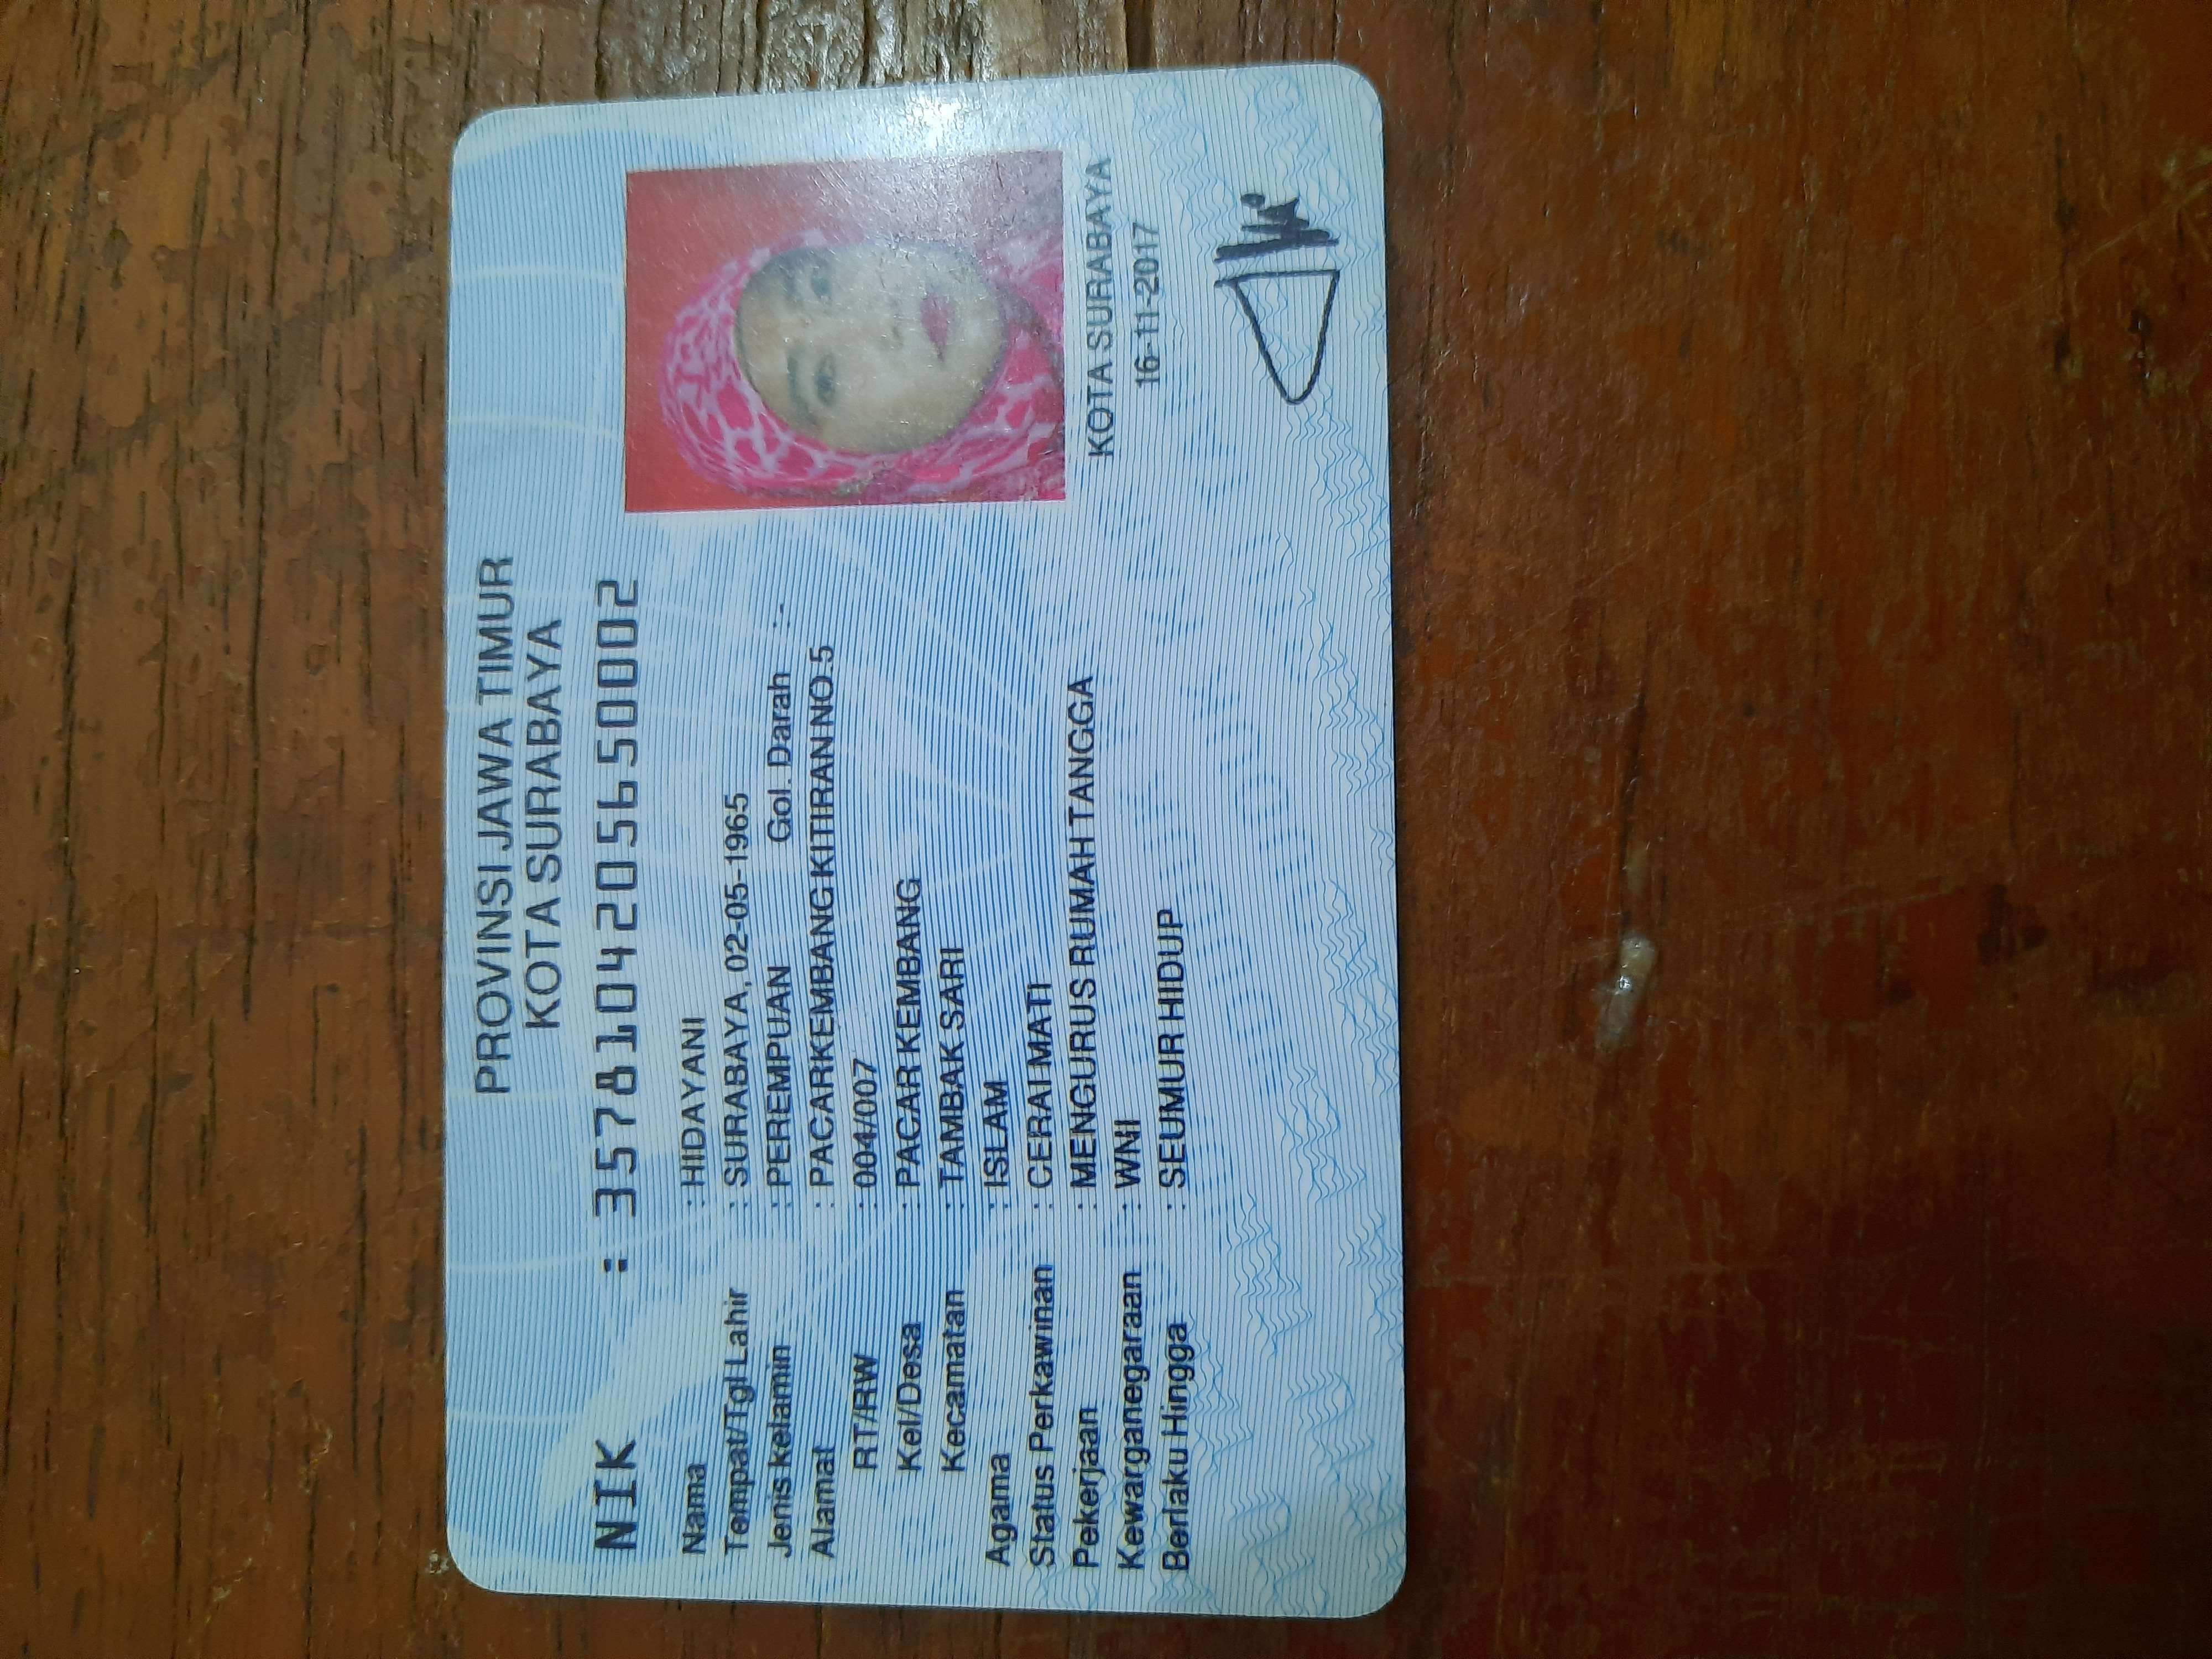 PROVINSI JAWA TIMUR
KOTA SURABAYA
NIK : 3578104205650002
Nama : HIDAYANI
Tempat/Tgl Lahir : SURABAYA, 02-05-1965
Jenis kelamin : PEREMPUAN Gol. Darah : -
Alamat : PACARKEMBANG KITIRAN NO 5
RT/RW : 004/007
Kel/Desa : PACAR KEMBANG
Kecamatan : TAMBAK SARI
Agama : ISLAM
Status Perkawinan : CERAI MATI
Pekerjaan : MENGURUS RUMAH TANGGA
Kewarganegaraan : WNI
Berlaku Hingga : SEUMUR HIDUP
KOTA SURABAYA
16-11-2017